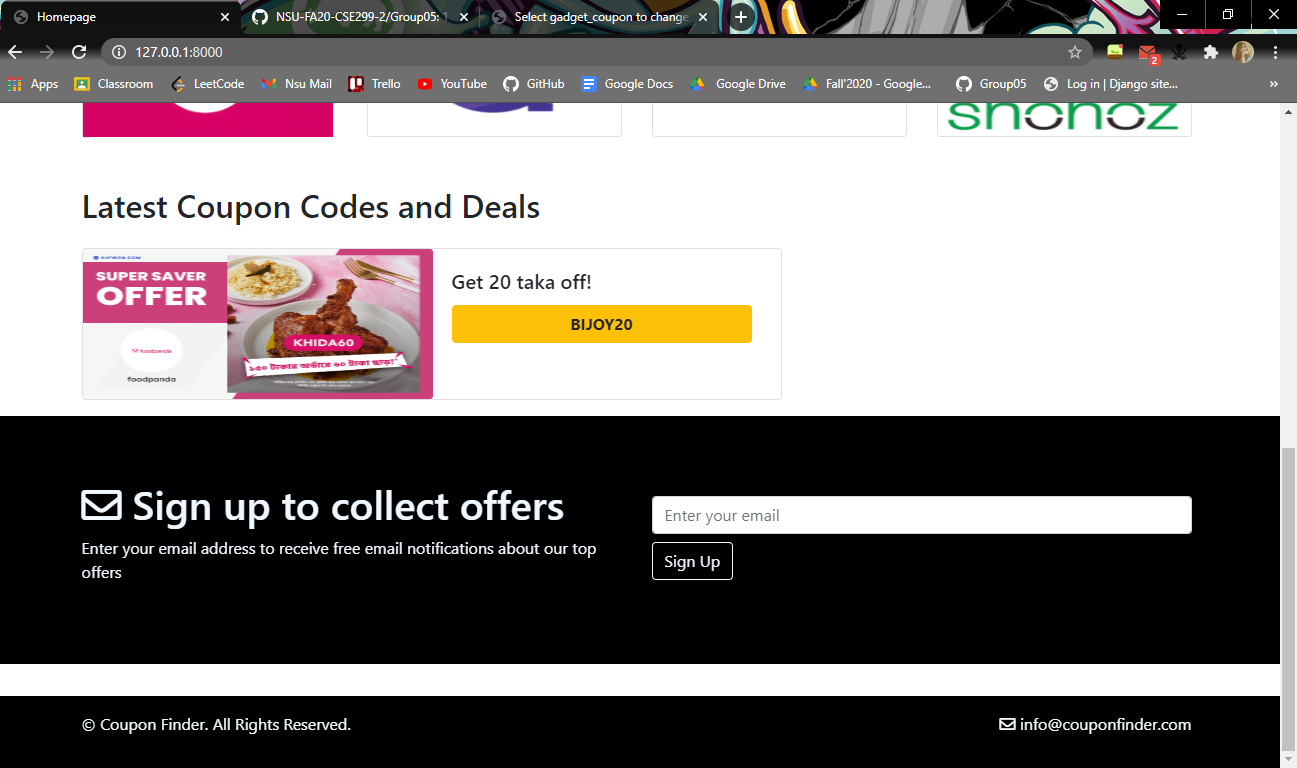 Homepage
NSU-FA20-CSE299-2/Group05: 1
Select gadget_coupon to change
127.0.0.1:8000
2
Apps
Classroom
LeetCode
Nsu Mail
Trello
YouTube
GitHub
Google Docs
Google Drive
Fall'2020 - Google...
Group05
Log in | Django site...
»
Latest Coupon Codes and Deals
SUPER SAVER
OFFER
foodpanda
foodpanda
KHIDA60
১৫০ টাকার অর্ডারে ৬০ টাকা ছাড়!*
Get 20 taka off!
BIJOY20
Sign up to collect offers
Enter your email address to receive free email notifications about our top
offers
Enter your email
Sign Up
© Coupon Finder. All Rights Reserved.
info@couponfinder.com